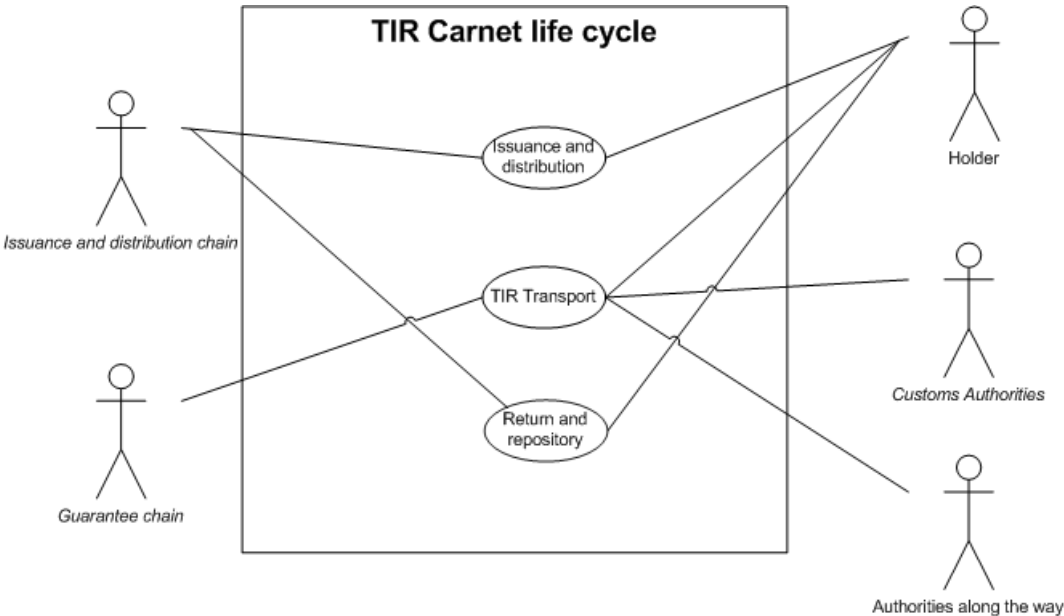 TIR Carnet life cycle
Issuance and
distribution
Holder
Issuance and distribution chain
TIR Transport
Customs Authorities
Return and
repository
Guarantee chain
Authorities along the way